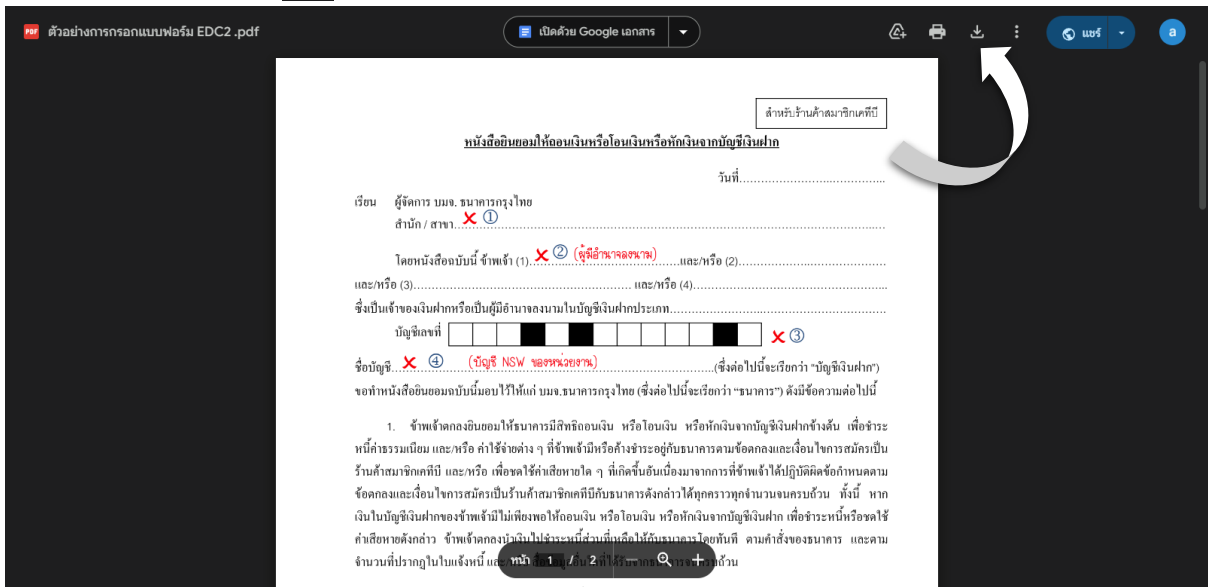 PDF ตัวอย่างการกรอกแบบฟอร์ม EDC2 .pdf เปิดด้วย Google เอกสาร แชร์ a
สำหรับร้านค้าสมาชิกเคทีบี
หนังสือยินยอมให้ถอนเงินหรือโอนเงินหรือหักเงินจากบัญชีเงินฝาก
วันที่...........................................
เรียน ผู้จัดการ บมจ. ธนาคารกรุงไทย
สำนัก / สาขา....✗ ①..........................................................
โดยหนังสือฉบับนี้ ข้าพเจ้า (1)..✗ ② (ผู้มีอำนาจลงนาม)......และ/หรือ (2)..........................................
และ/หรือ (3)............................................................... และ/หรือ (4)......................................................
ซึ่งเป็นเจ้าของเงินฝากหรือเป็นผู้มีอำนาจลงนามในบัญชีเงินฝากประเภท............................................................
บัญชีเลขที่ ✗ ③
ชื่อบัญชี...✗ ④......(บัญชี NSW ของหน่วยงาน)...................................(ซึ่งต่อไปนี้จะเรียกว่า "บัญชีเงินฝาก")
ขอทำหนังสือยินยอมฉบับนี้มอบไว้ให้แก่ บมจ.ธนาคารกรุงไทย (ซึ่งต่อไปนี้จะเรียกว่า "ธนาคาร") ดังมีข้อความต่อไปนี้
1. ข้าพเจ้าตกลงยินยอมให้ธนาคารมีสิทธิถอนเงิน หรือโอนเงิน หรือหักเงินจากบัญชีเงินฝากข้างต้น เพื่อชำระ
หนี้ค่าธรรมเนียม และ/หรือ ค่าใช้จ่ายต่าง ๆ ที่ข้าพเจ้ามีหรือค้างชำระอยู่กับธนาคารตามข้อตกลงและเงื่อนไขการสมัครเป็น
ร้านค้าสมาชิกเคทีบี และ/หรือ เพื่อชดใช้ค่าเสียหายใด ๆ ที่เกิดขึ้นอันเนื่องมาจากการที่ข้าพเจ้าได้ปฏิบัติผิดข้อกำหนดตาม
ข้อตกลงและเงื่อนไขการสมัครเป็นร้านค้าสมาชิกเคทีบีกับธนาคารดังกล่าวได้ทุกคราวทุกจำนวนจนครบถ้วน ทั้งนี้ หาก
เงินในบัญชีเงินฝากของข้าพเจ้ามีไม่เพียงพอให้ถอนเงิน หรือโอนเงิน หรือหักเงินจากบัญชีเงินฝาก เพื่อชำระหนี้หรือชดใช้
ค่าเสียหายดังกล่าว ข้าพเจ้าตกลงนำเงินไปชำระหนี้ส่วนที่เหลือให้กับธนาคารโดยทันที ตามคำสั่งของธนาคาร และตาม
จำนวนที่ปรากฏในใบแจ้งหนี้ ครบถ้วน
หน้า 1 / 2